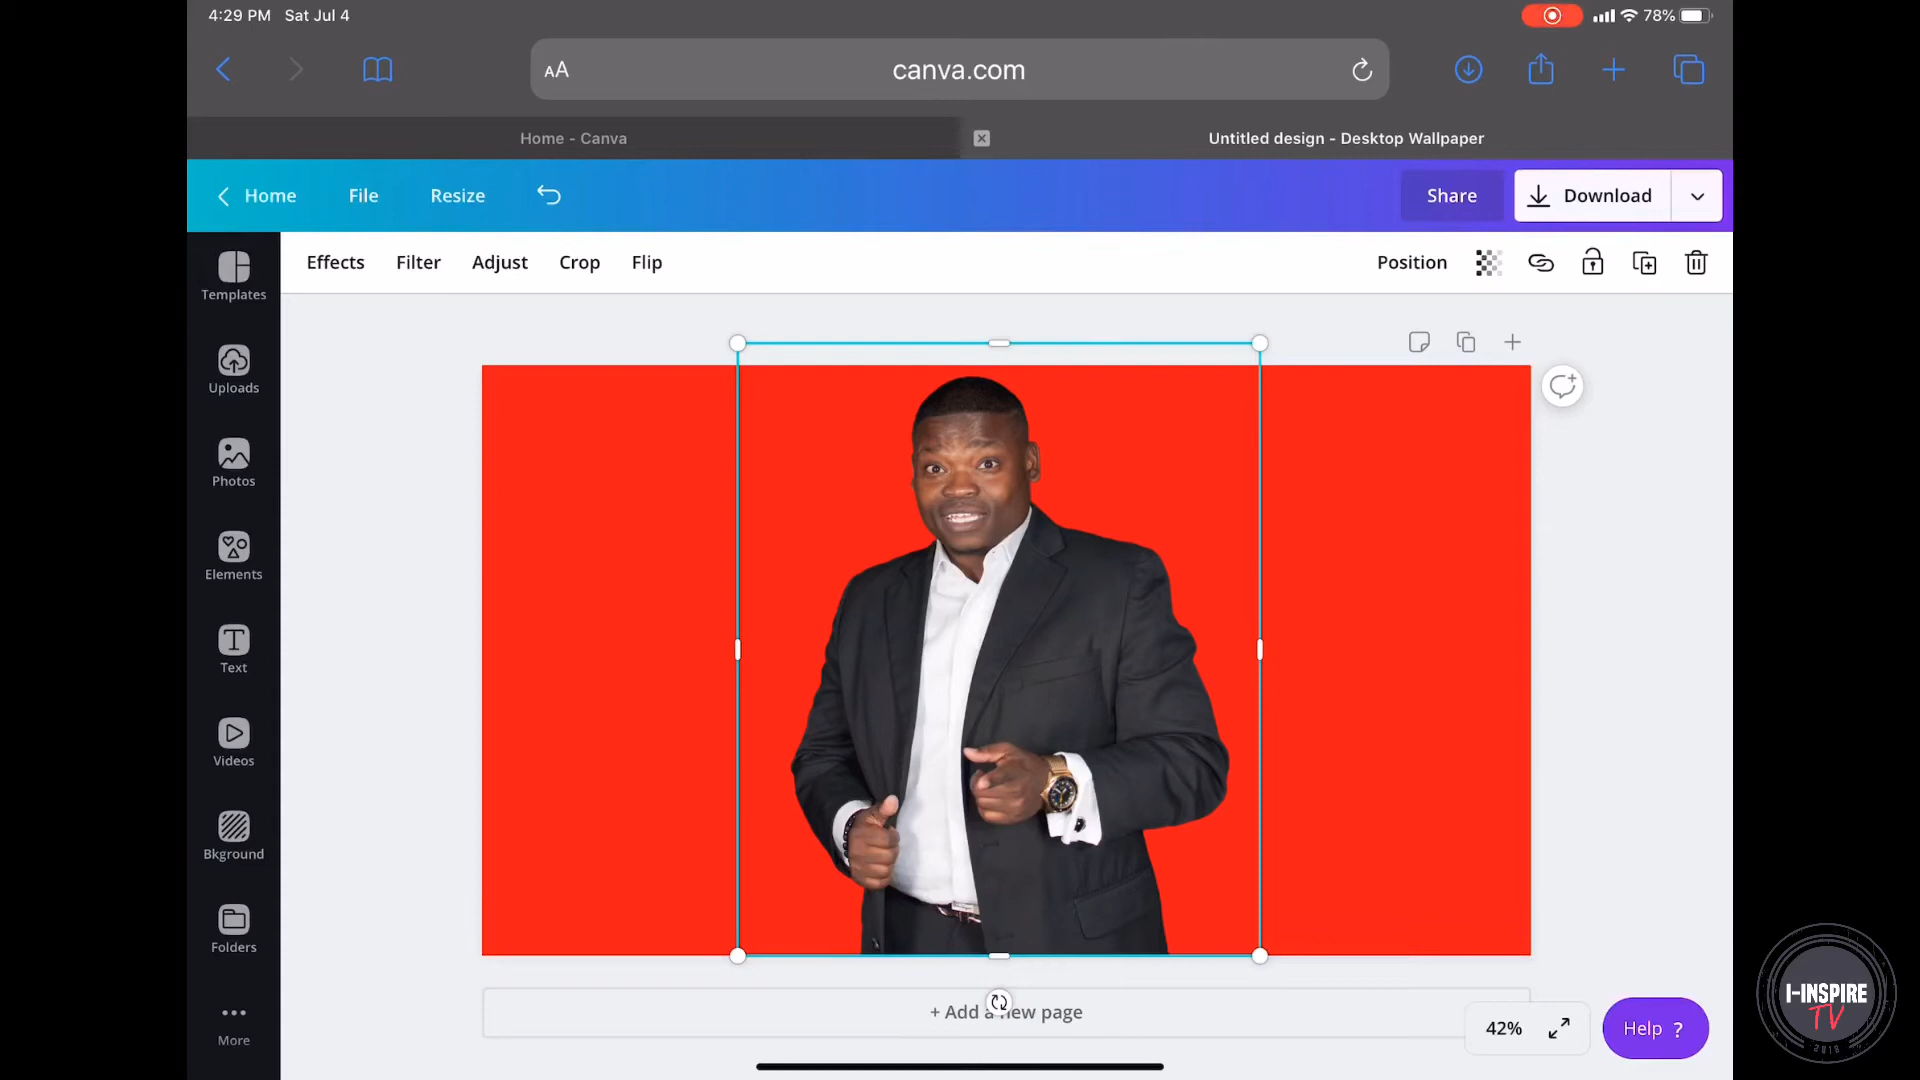 4:29 PM Sat Jul 4
78%
AA
canva.com
Home - Canva
Untitled design - Desktop Wallpaper
Home
File
Resize
Share
Download
Effects
Filter
Adjust
Crop
Flip
Position
Templates
Uploads
Photos
Elements
Text
Videos
Bkground
Folders
More
+ Add a new page
42%
Help ?
I-INSPIRE
TV
2018